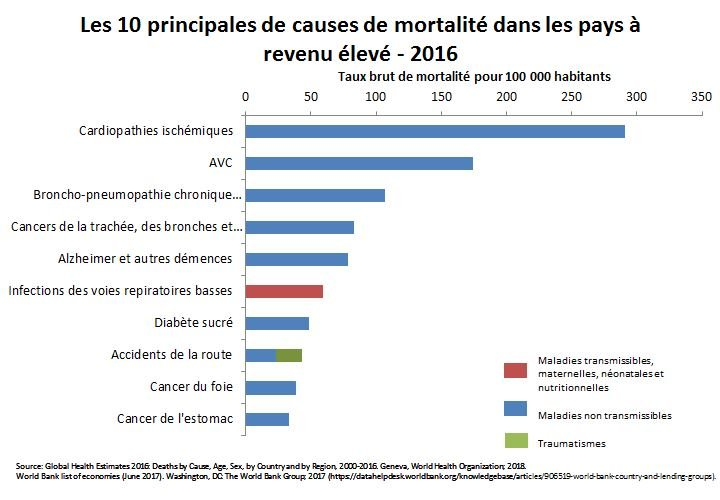 Les 10 principales de causes de mortalité dans les pays à
revenu élevé - 2016
Taux brut de mortalité pour 100 000 habitants
0 50 100 150 200 250 300 350
Cardiopathies ischémiques
AVC
Broncho-pneumopathie chronique...
Cancers de la trachée, des bronches et...
Alzheimer et autres démences
Infections des voies repiratoires basses
Diabète sucré
Accidents de la route
Cancer du foie
Cancer de l'estomac
Maladies transmissibles,
maternelles, néonatales et
nutritionnelles
Maladies non transmissibles
Traumatismes
Source: Global Health Estimates 2016: Deaths by Cause, Age, Sex, by Country and by Region, 2000-2016. Geneva, World Health Organization; 2018.
World Bank list of economies (June 2017). Washington, DC: The World Bank Group; 2017 (https://datahelpdesk.worldbank.org/knowledgebase/articles/906519-world-bank-country-and-lending-groups).